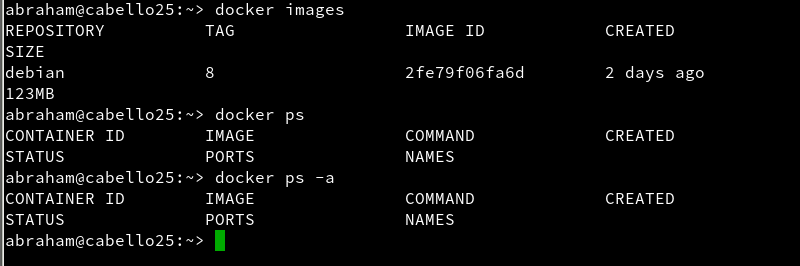 abraham@cabello25:~> docker images
REPOSITORY          TAG                 IMAGE ID            CREATED
SIZE
debian              8                   2fe79f06fa6d        2 days ago
123MB
abraham@cabello25:~> docker ps
CONTAINER ID        IMAGE               COMMAND             CREATED
STATUS              PORTS               NAMES
abraham@cabello25:~> docker ps -a
CONTAINER ID        IMAGE               COMMAND             CREATED
STATUS              PORTS               NAMES
abraham@cabello25:~>